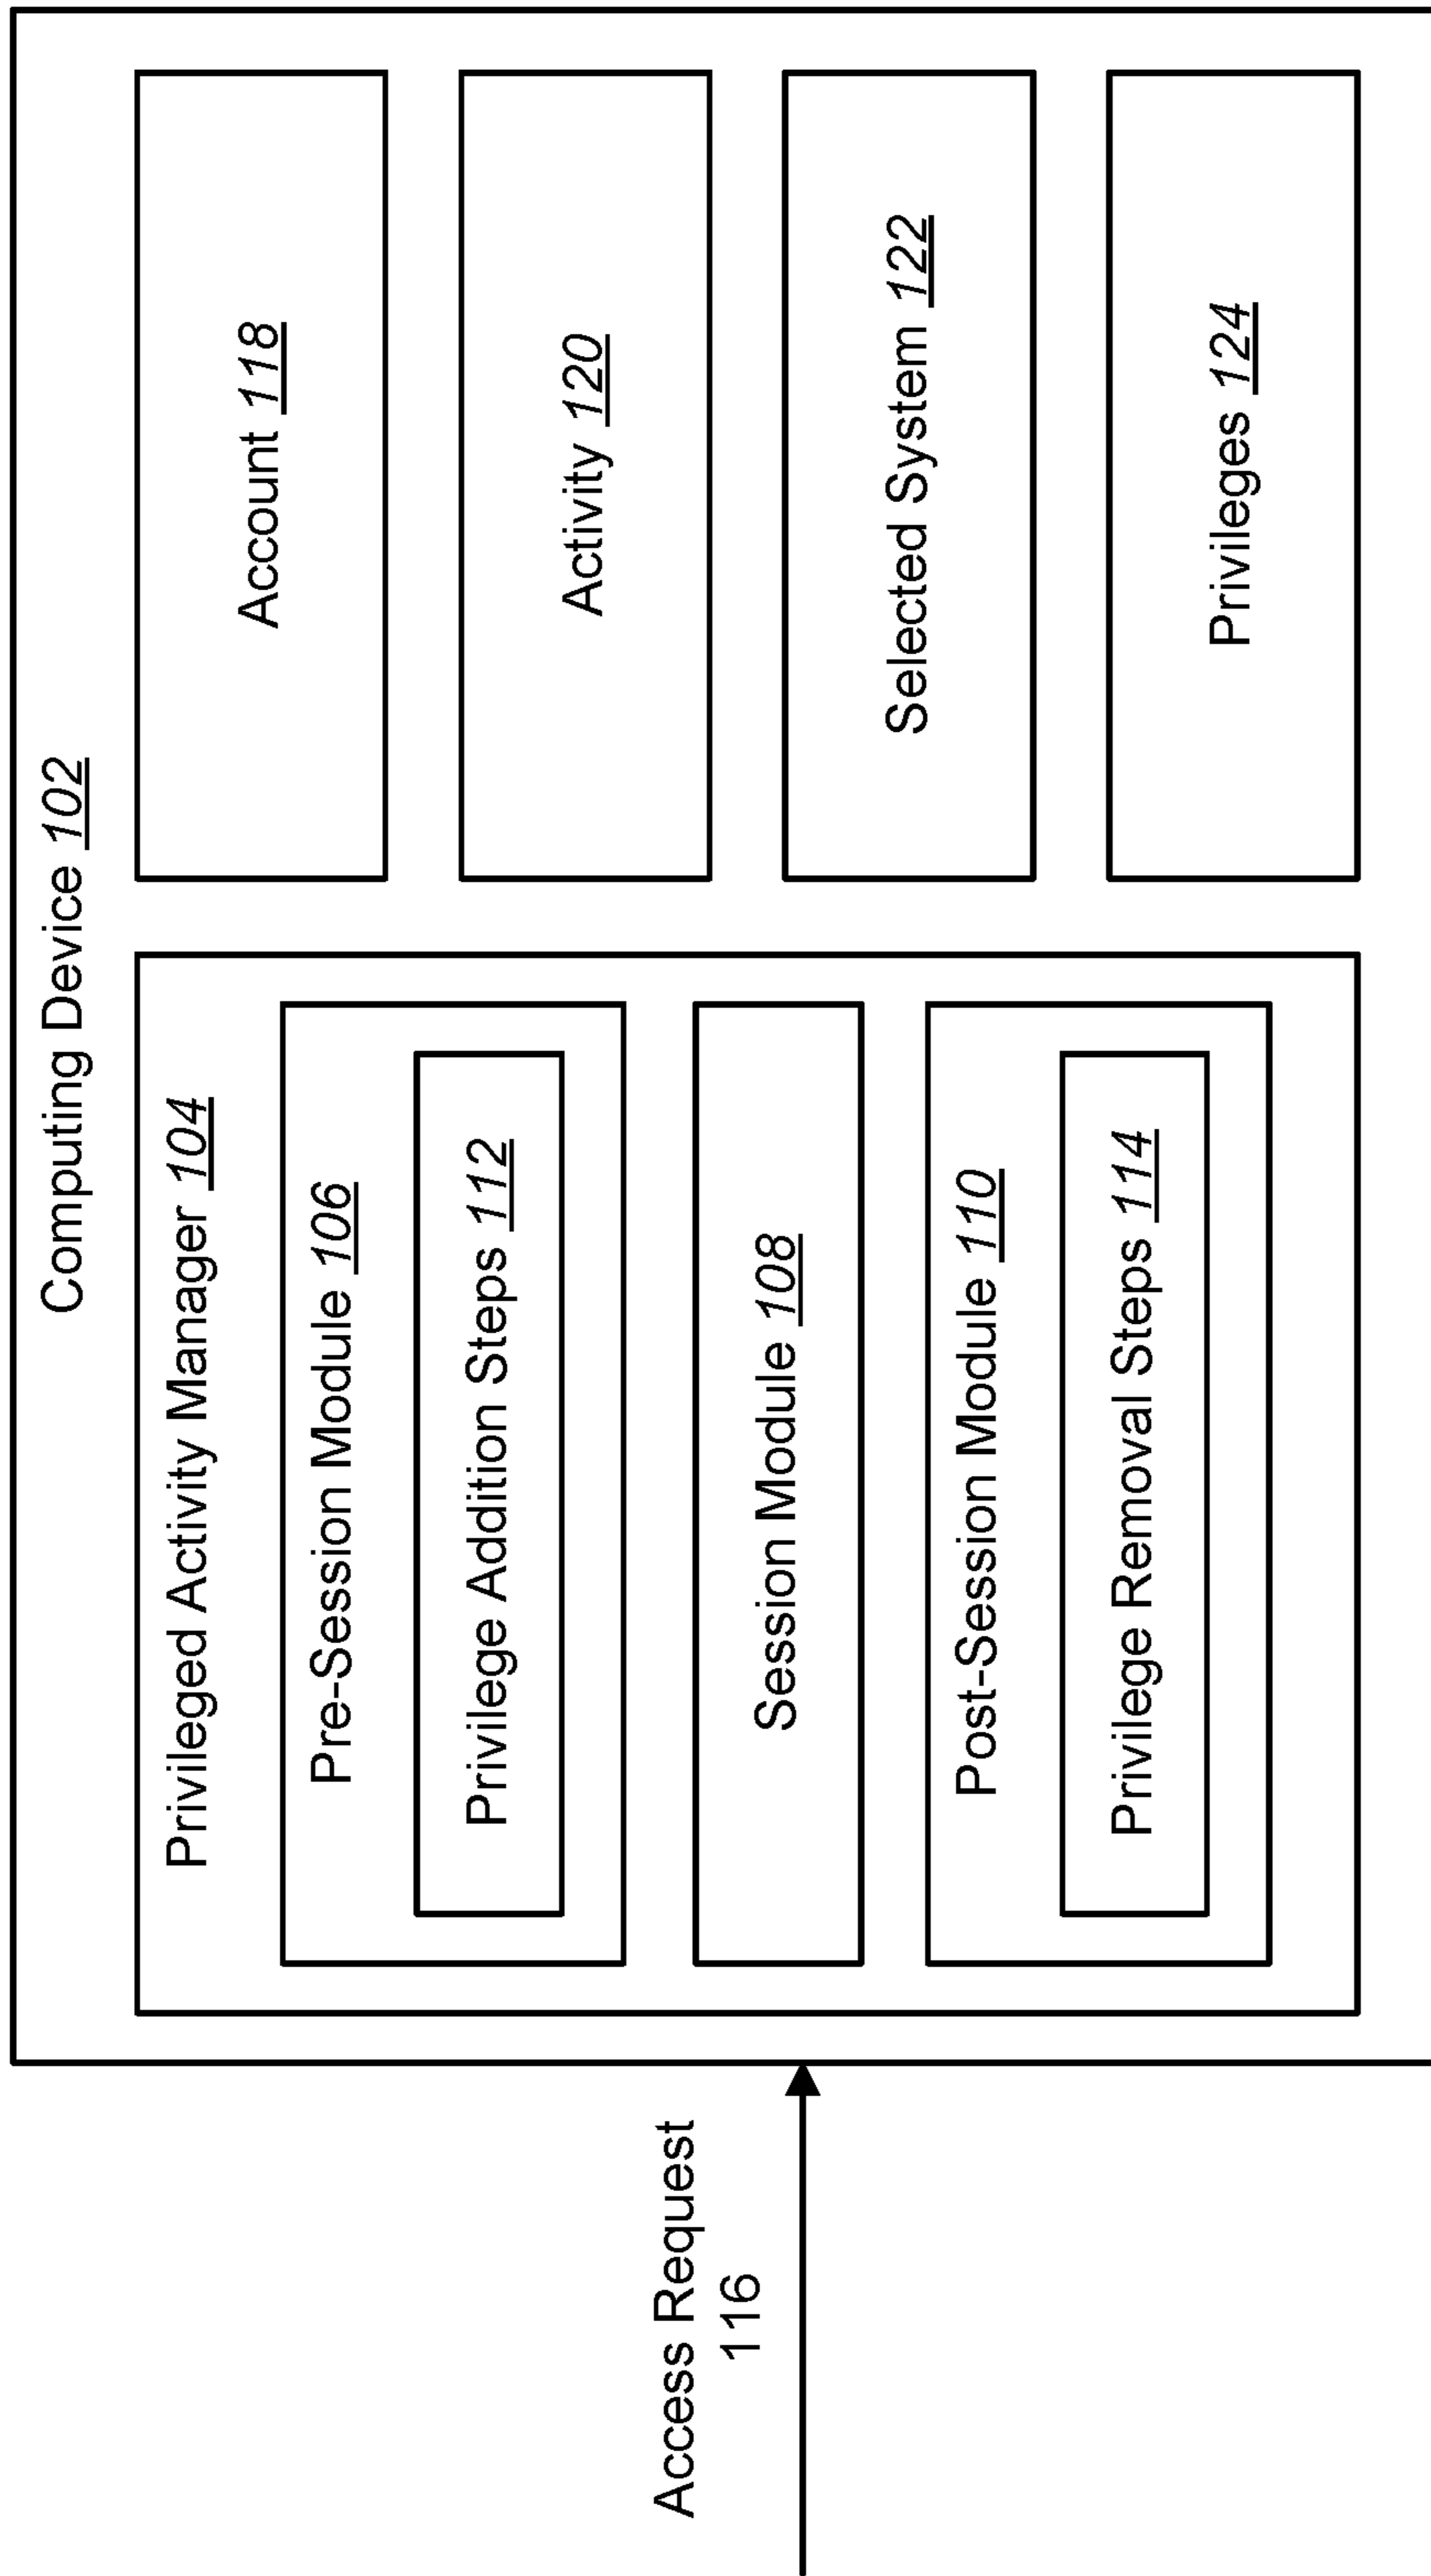 Computing Device 102
Privileged Activity Manager 104
Pre-Session Module 106
Privilege Addition Steps 112
Session Module 108
Post-Session Module 110
Privilege Removal Steps 114
Access Request
116
Account 118
Activity 120
Selected System 122
Privileges 124